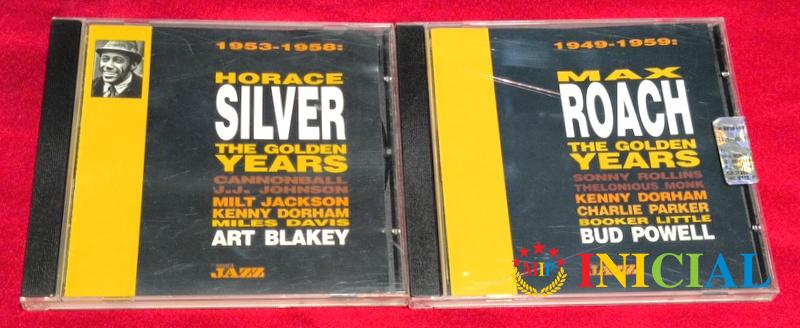 1953-1958:
HORACE
SILVER
THE GOLDEN
YEARS
CANNONBALL
J.J. JOHNSON
MILT JACKSON
KENNY DORHAM
MILES DAVIS
ART BLAKEY
JAZZ
1949-1959:
MAX
ROACH
THE GOLDEN
YEARS
SONNY ROLLINS
THELONIOUS MONK
KENNY DORHAM
CHARLIE PARKER
BOOKER LITTLE
BUD POWELL
JAZZ
MIF INICIAL